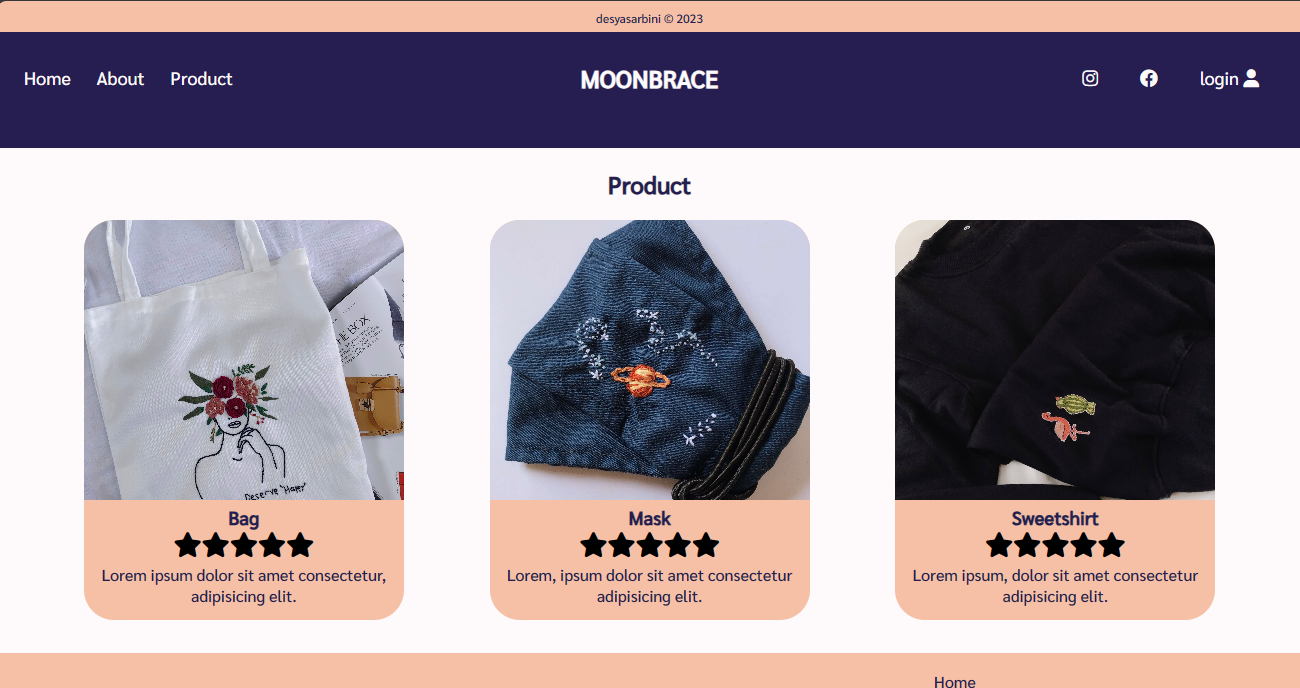 desyasarbini © 2023
Home About Product MOONBRACE login
Product
THE BOX
Deserve "Happy"
Bag
Lorem ipsum dolor sit amet consectetur,
adipisicing elit.
Mask
Lorem, ipsum dolor sit amet consectetur
adipisicing elit.
Sweetshirt
Lorem ipsum, dolor sit amet consectetur
adipisicing elit.
Home